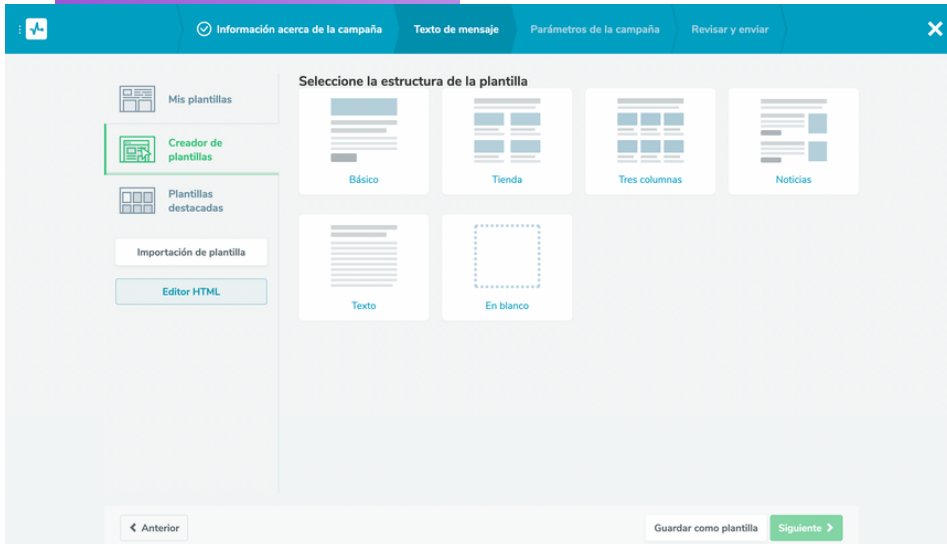 Información acerca de la campaña
Texto de mensaje
Parámetros de la campaña
Revisar y enviar
Mis plantillas
Creador de
plantillas
Plantillas
destacadas
Importación de plantilla
Editor HTML
Seleccione la estructura de la plantilla
Básico
Tienda
Tres columnas
Noticias
Texto
En blanco
Anterior
Guardar como plantilla
Siguiente